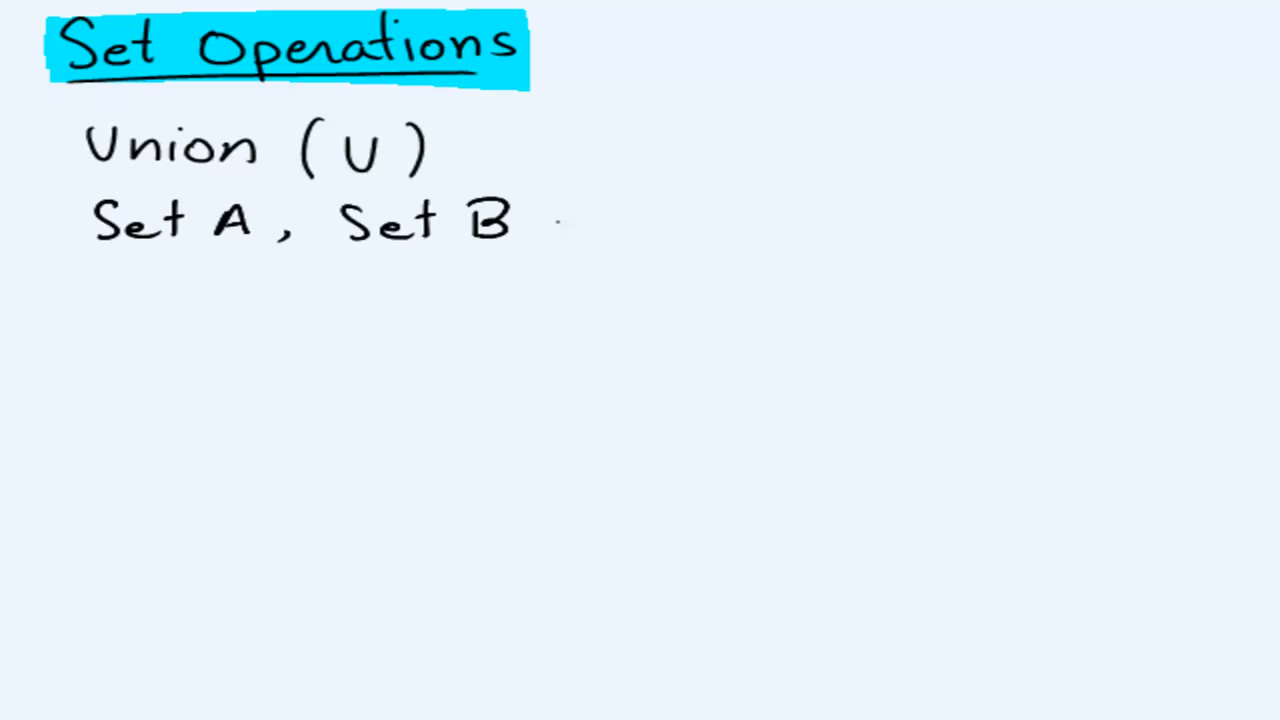 Set Operations
Union ( U )
Set A , Set B